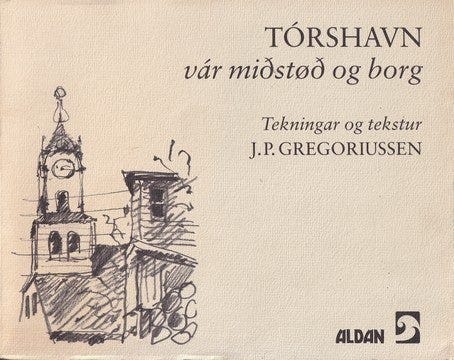 TÓRSHAVN
vár miðstøð og borg
Tekningar og tekstur
J.P. GREGORIUSSEN
ALDAN